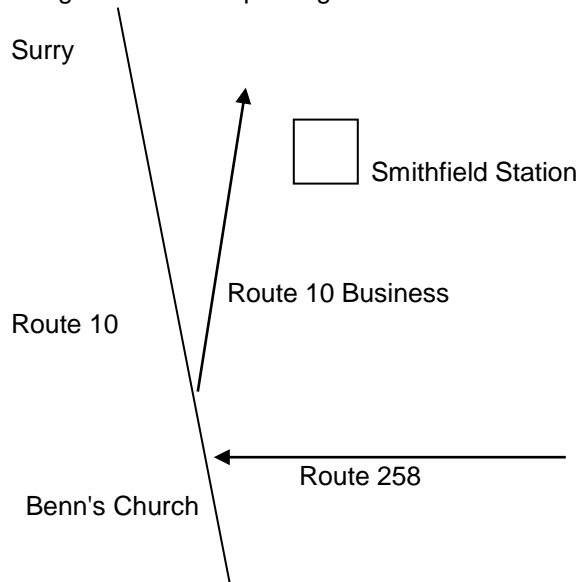 Surry
Smithfield Station
Route 10 Business
Route 10
Route 258
Benn's Church